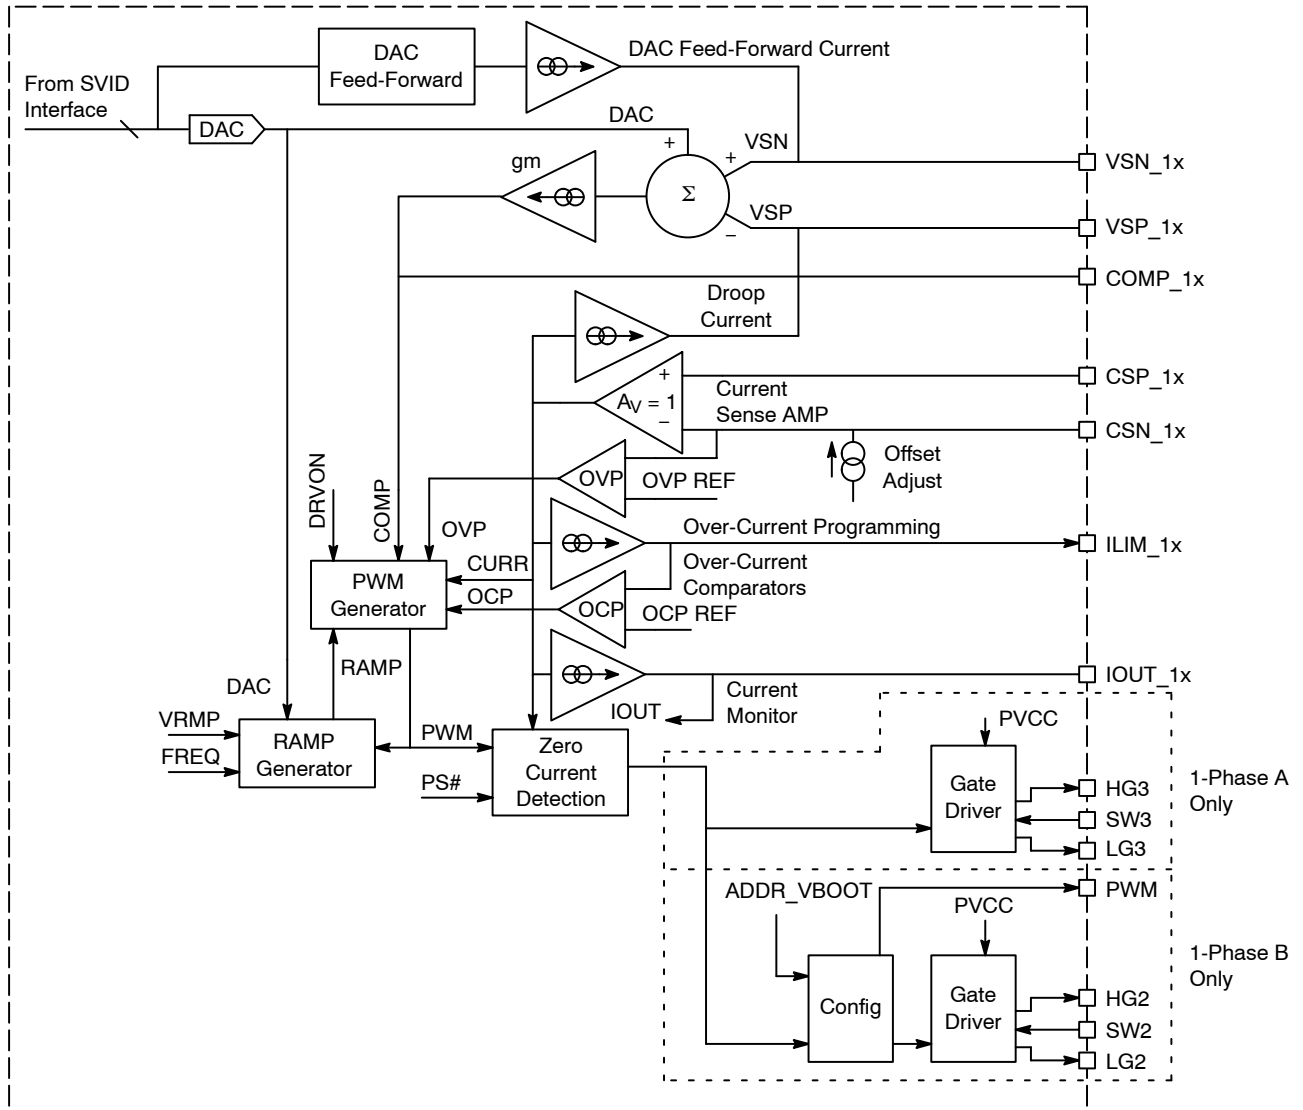 DAC
Feed-Forward
DAC Feed-Forward Current
From SVID
Interface
DAC
DAC
+
VSN
+
VSN_1x
gm
Σ
VSP
−
VSP_1x
COMP_1x
Droop
Current
+
CSP_1x
Current
Sense AMP
AV = 1
−
CSN_1x
Offset
Adjust
OVP
OVP REF
DRVON
COMP
OVP
Over-Current Programming
ILIM_1x
CURR
Over-Current
Comparators
PWM
Generator
OCP
OCP
OCP REF
RAMP
DAC
IOUT_1x
IOUT
Current
Monitor
VRMP
FREQ
RAMP
Generator
PWM
PS#
Zero
Current
Detection
PVCC
Gate
Driver
HG3
SW3
LG3
1-Phase A
Only
ADDR_VBOOT
PWM
PVCC
Config
Gate
Driver
HG2
SW2
LG2
1-Phase B
Only